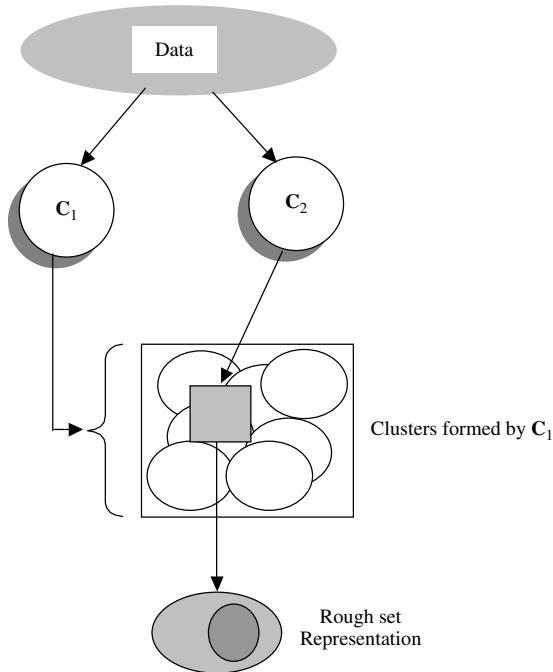 Data
C₁
C₂
Clusters formed by C₁
Rough set
Representation